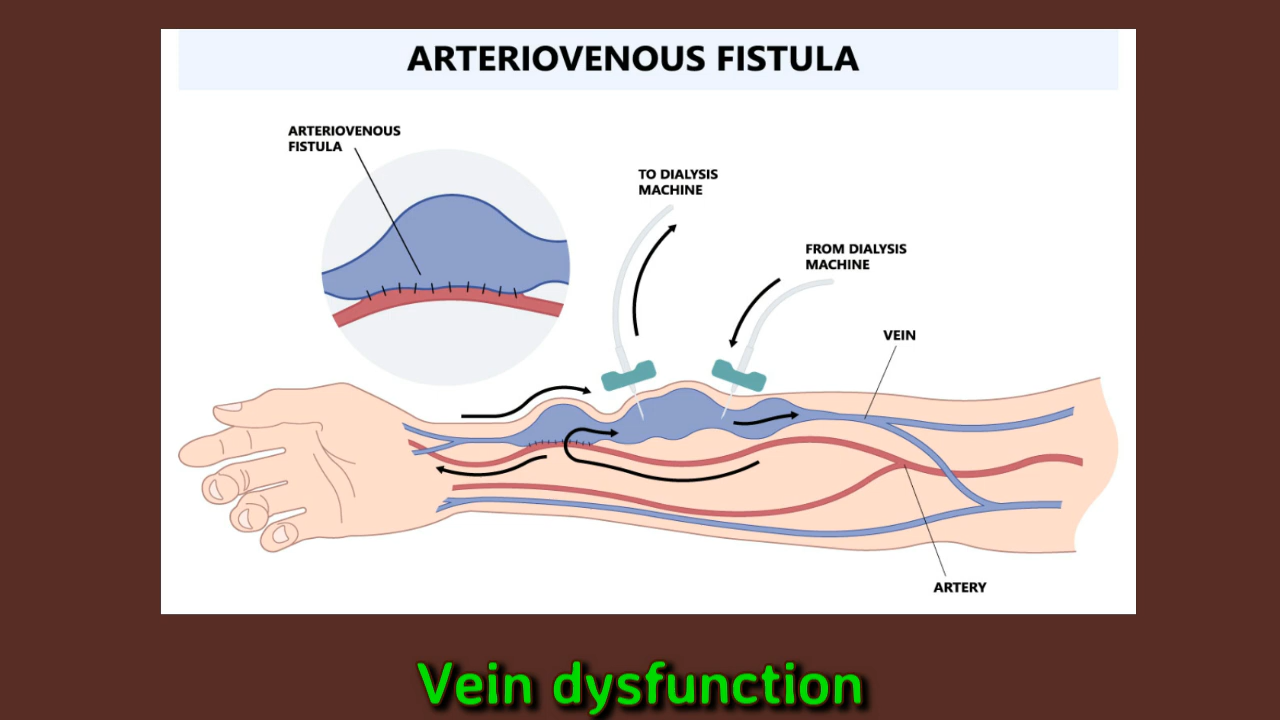 ARTERIOVENOUS FISTULA
ARTERIOVENOUS
FISTULA
TO DIALYSIS
MACHINE
FROM DIALYSIS
MACHINE
VEIN
ARTERY
Vein dysfunction